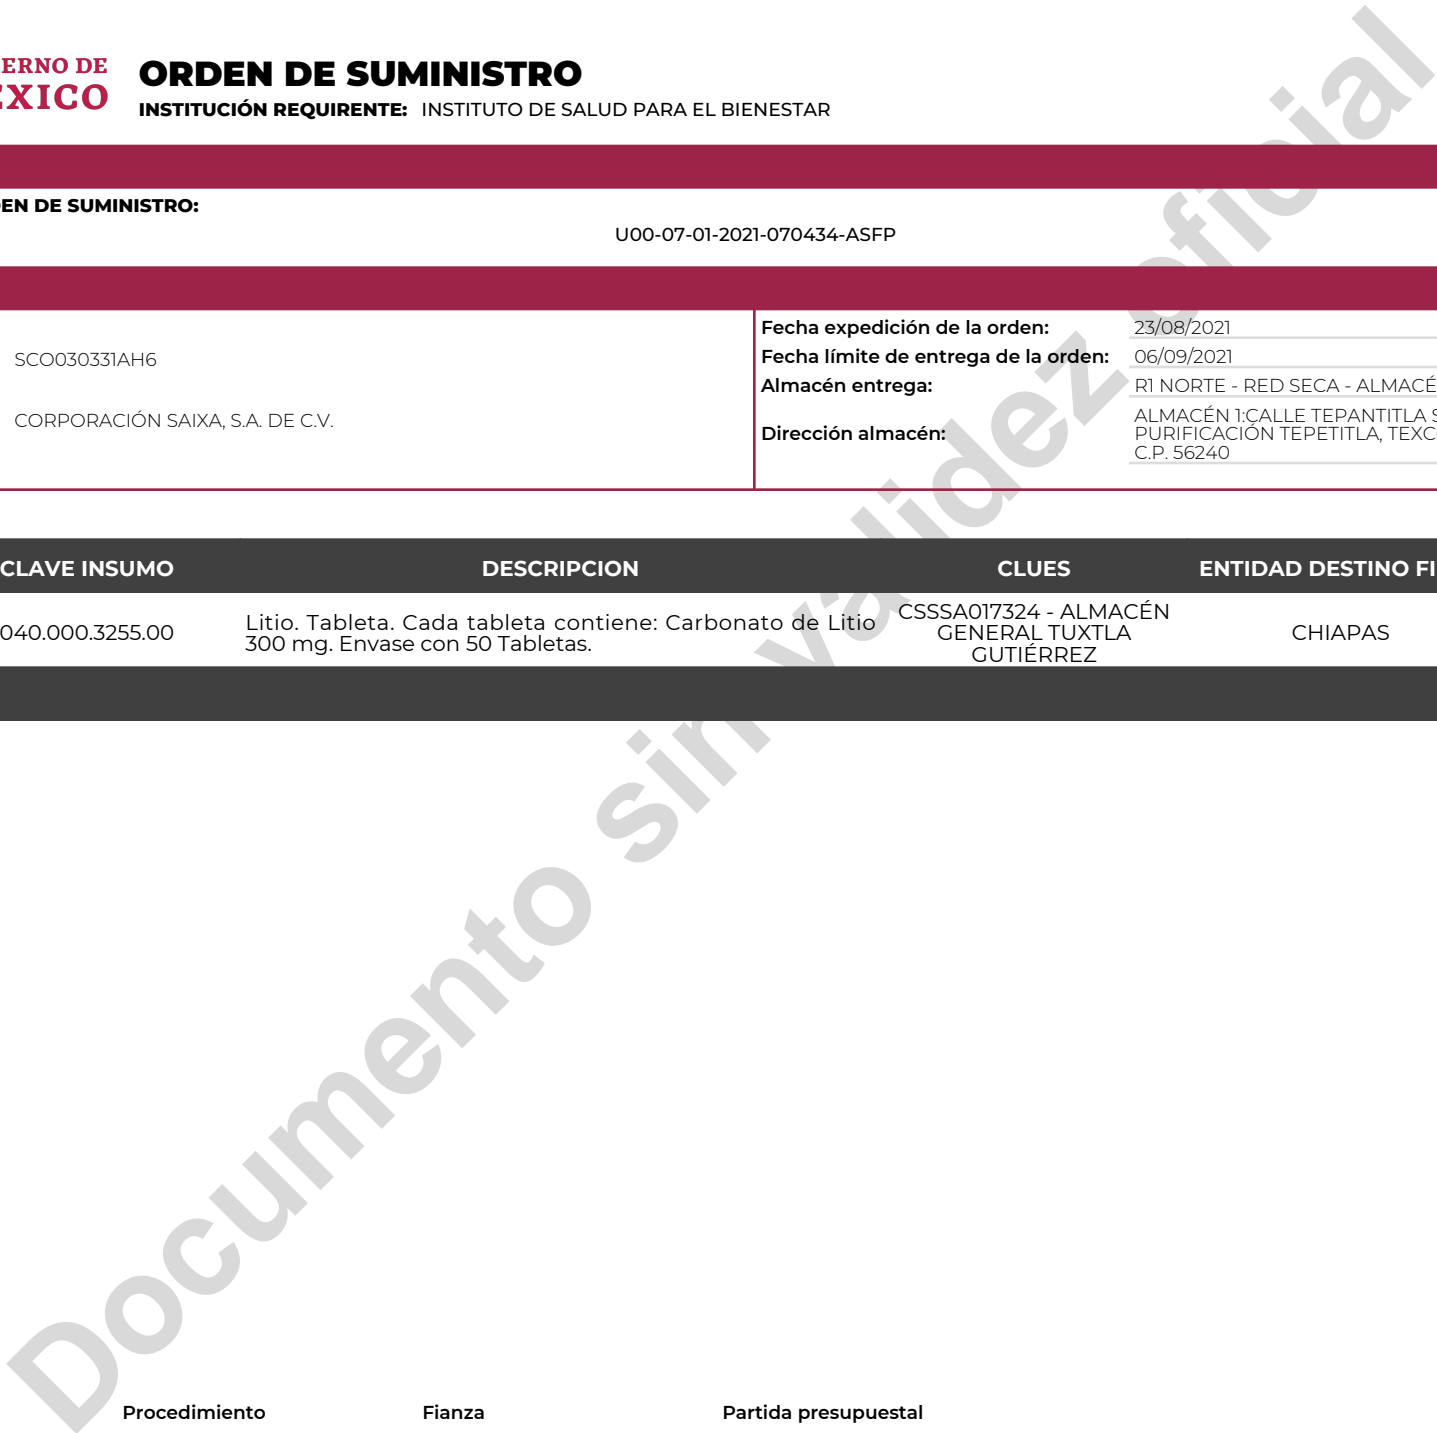 ERNO DE
EXICO
ORDEN DE SUMINISTRO
INSTITUCIÓN REQUIRENTE: INSTITUTO DE SALUD PARA EL BIENESTAR
EN DE SUMINISTRO:
U00-07-01-2021-070434-ASFP
SCO030331AH6
CORPORACIÓN SAIXA, S.A. DE C.V.
Fecha expedición de la orden: 23/08/2021
Fecha límite de entrega de la orden: 06/09/2021
Almacén entrega: R1 NORTE - RED SECA - ALMACÉ
Dirección almacén: ALMACÉN 1:CALLE TEPANTITLA S
PURIFICACIÓN TEPETITLA, TEXC
C.P. 56240
CLAVE INSUMO DESCRIPCION CLUES ENTIDAD DESTINO FI
040.000.3255.00
Litio. Tableta. Cada tableta contiene: Carbonato de Litio
300 mg. Envase con 50 Tabletas.
CSSSA017324 - ALMACÉN
GENERAL TUXTLA
GUTIÉRREZ
CHIAPAS
Documento sin validez oficial
Procedimiento Fianza Partida presupuestal